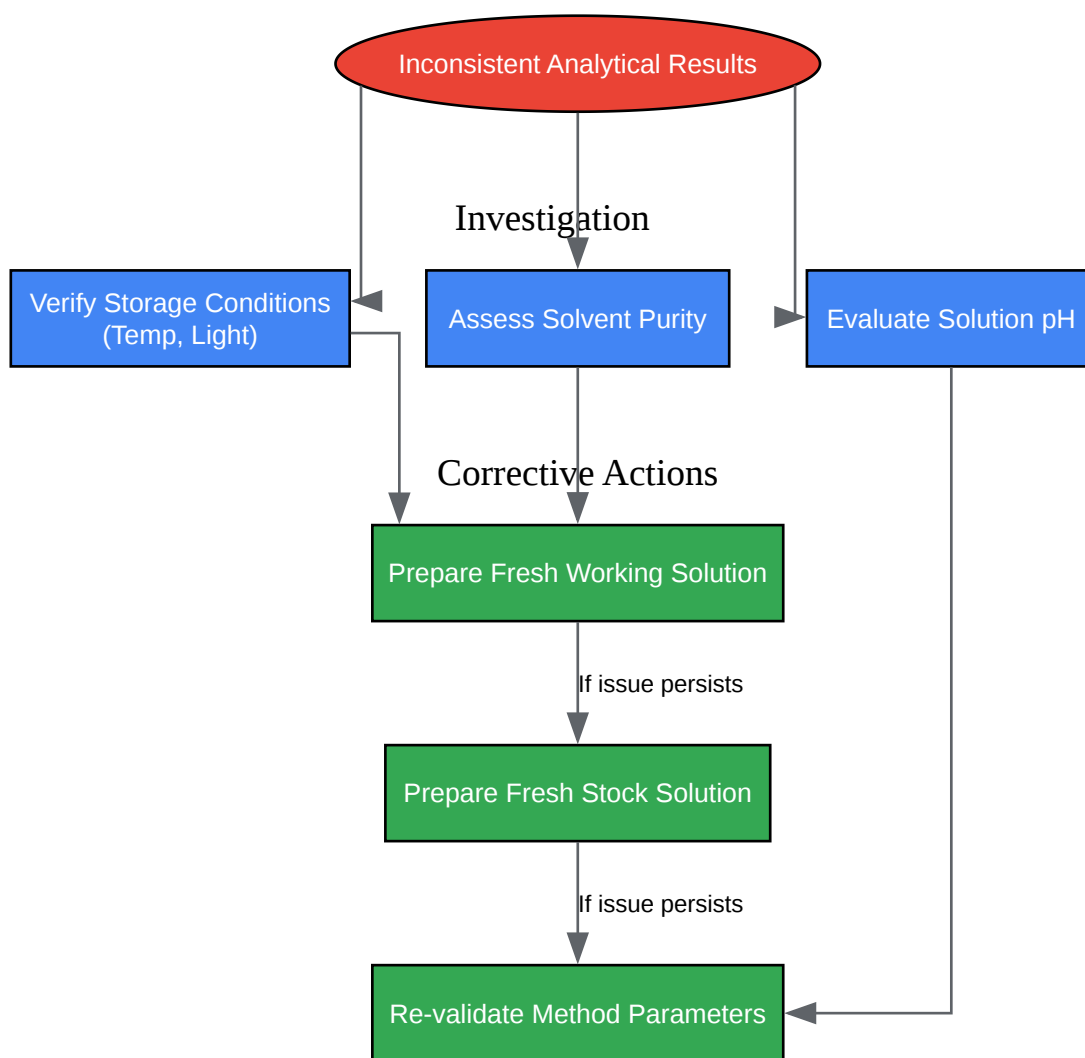 Inconsistent Analytical Results
Investigation
Verify Storage Conditions
(Temp, Light)
Assess Solvent Purity
Evaluate Solution pH
Corrective Actions
Prepare Fresh Working Solution
If issue persists
Prepare Fresh Stock Solution
If issue persists
Re-validate Method Parameters